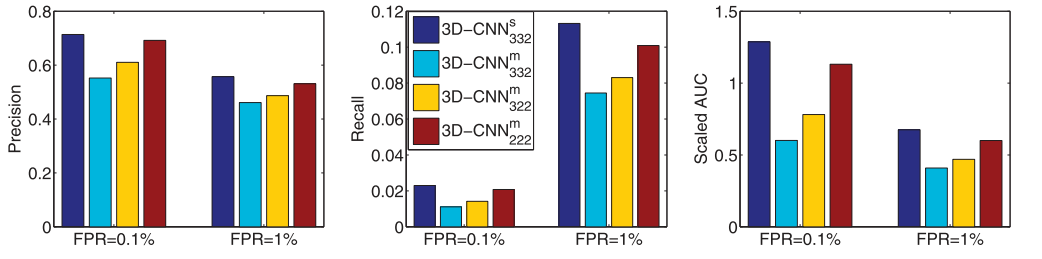 Precision
0.8
0.6
0.4
0.2
0
FPR=0.1% FPR=1%
Recall
0.12
0.1
0.08
0.06
0.04
0.02
0
3D−CNN^s_332
3D−CNN^m_332
3D−CNN^m_322
3D−CNN^m_222
FPR=0.1% FPR=1%
Scaled AUC
1.5
1
0.5
0
FPR=0.1% FPR=1%